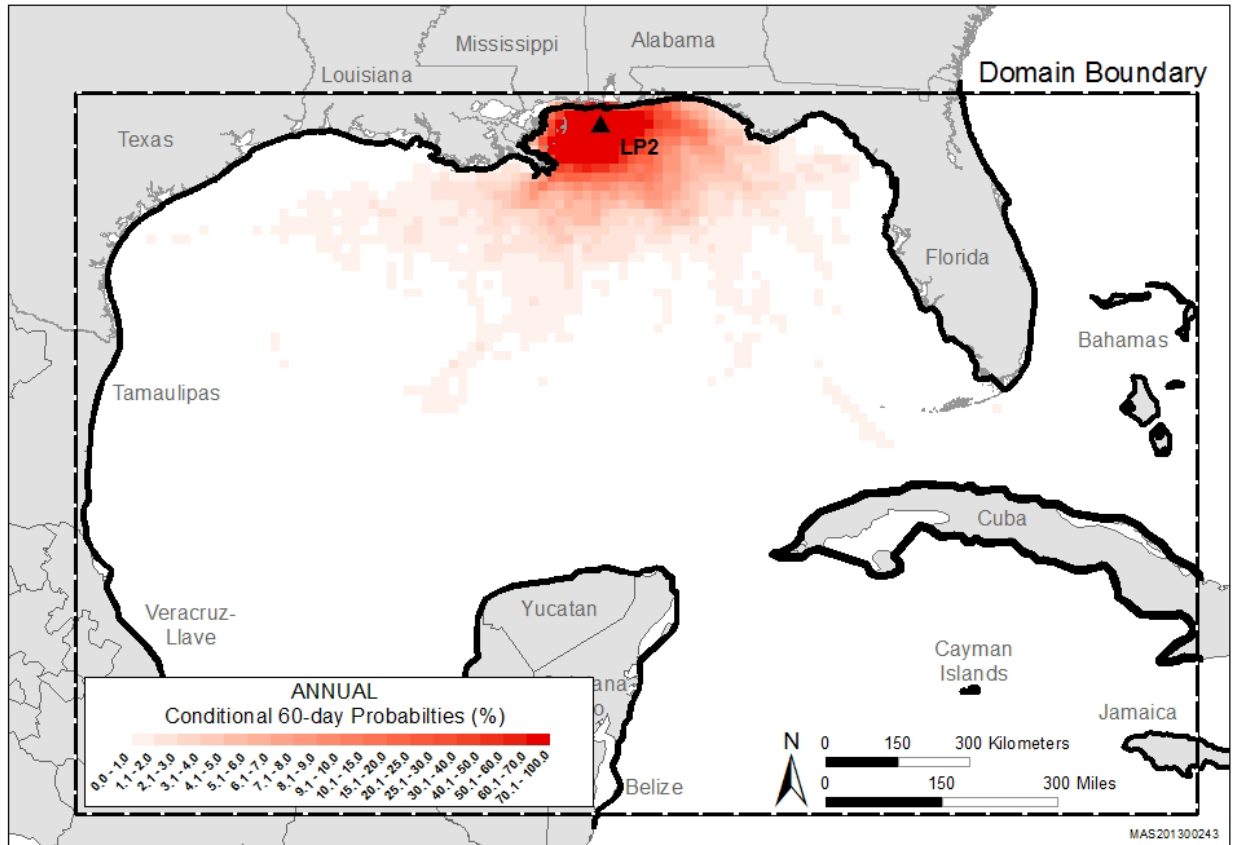 Mississippi
Alabama
Louisiana
Domain Boundary
Texas
LP2
Florida
Bahamas
Tamaulipas
Cuba
Yucatan
Veracruz-
Llave
Cayman
Islands
ana
o
Jamaica
Belize
ANNUAL
Conditional 60-day Probabilties (%)
0.0 - 1.0
1.1 - 2.0
2.1 - 3.0
3.1 - 4.0
4.1 - 5.0
5.1 - 6.0
6.1 - 7.0
7.1 - 8.0
8.1 - 9.0
9.1 - 10.0
10.1 - 15.0
15.1 - 20.0
20.1 - 25.0
25.1 - 30.0
30.1 - 40.0
40.1 - 50.0
50.1 - 60.0
60.1 - 70.0
70.1 - 100.0
N
0 150 300 Kilometers
0 150 300 Miles
MAS201300243